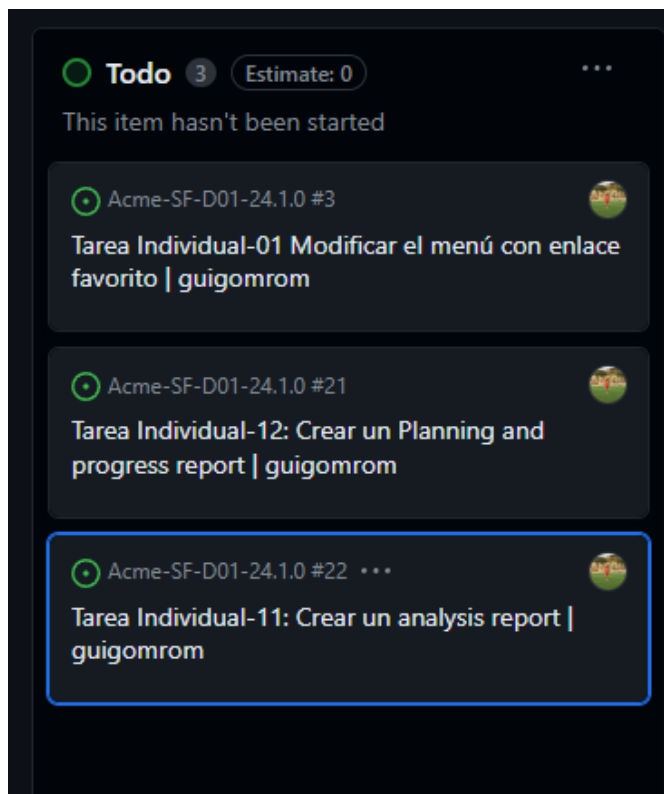 Todo 3 Estimate: 0
This item hasn't been started
Acme-SF-D01-24.1.0 #3
Tarea Individual-01 Modificar el menú con enlace
favorito | guigomrom
Acme-SF-D01-24.1.0 #21
Tarea Individual-12: Crear un Planning and
progress report | guigomrom
Acme-SF-D01-24.1.0 #22
Tarea Individual-11: Crear un analysis report |
guigomrom